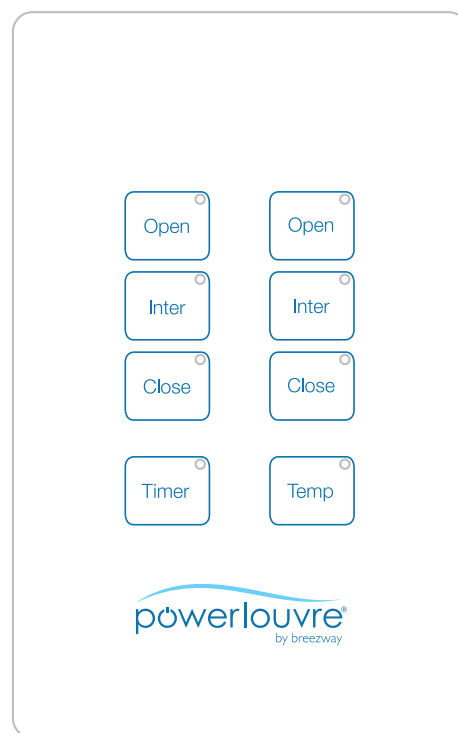 Open Open
Inter Inter
Close Close
Timer Temp
powerlouvre®
by breezway